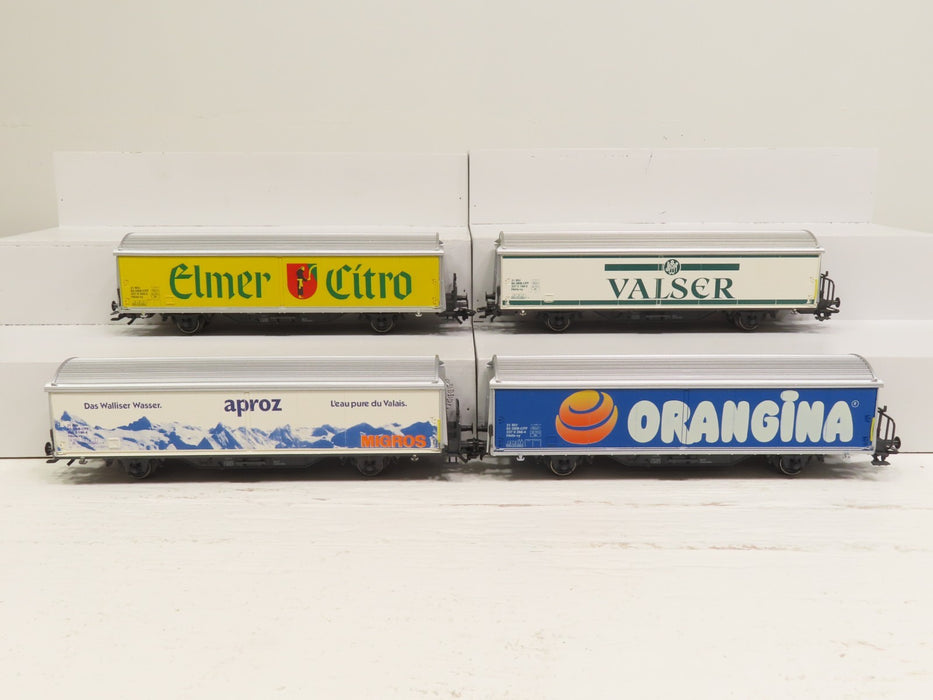 Elmer Citro
VALSER
Das Walliser Wasser.
aproz
L'eau pure du Valais.
MIGROS
ORANGINA®